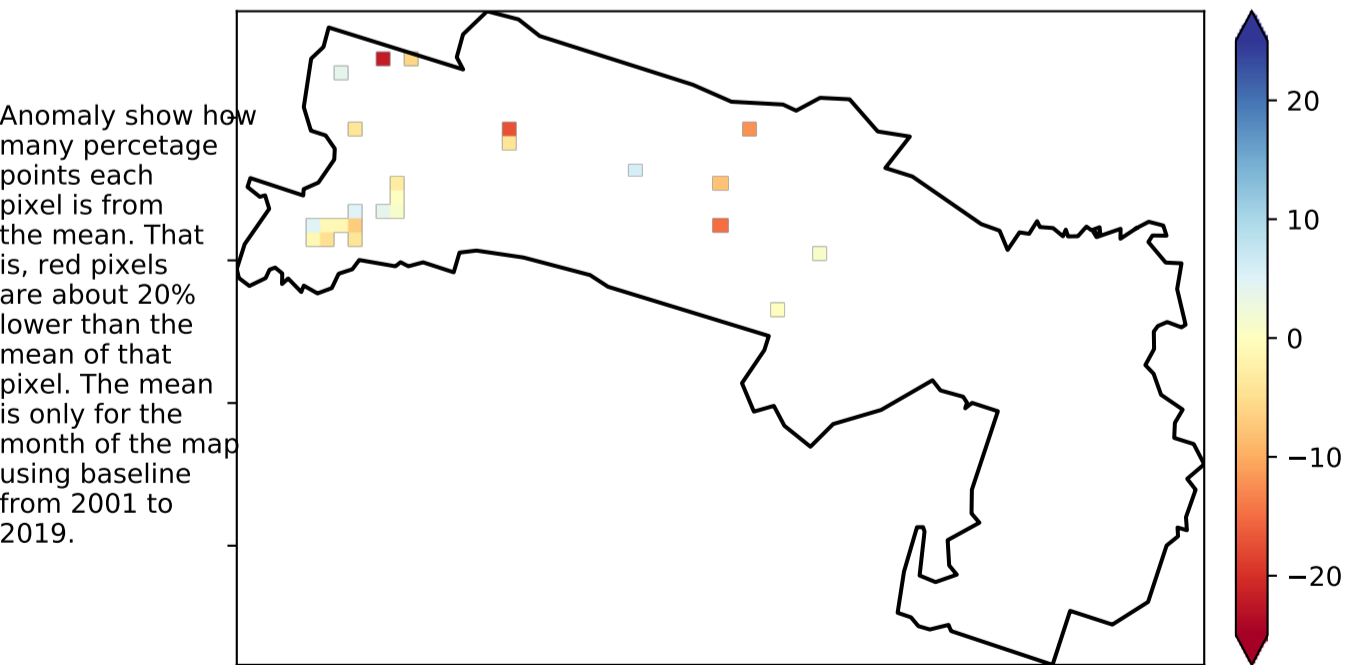 Anomaly show how
many percetage
points each
pixel is from
the mean. That
is, red pixels
are about 20%
lower than the
mean of that
pixel. The mean
is only for the
month of the map
using baseline
from 2001 to
2019.
20
10
0
−10
−20